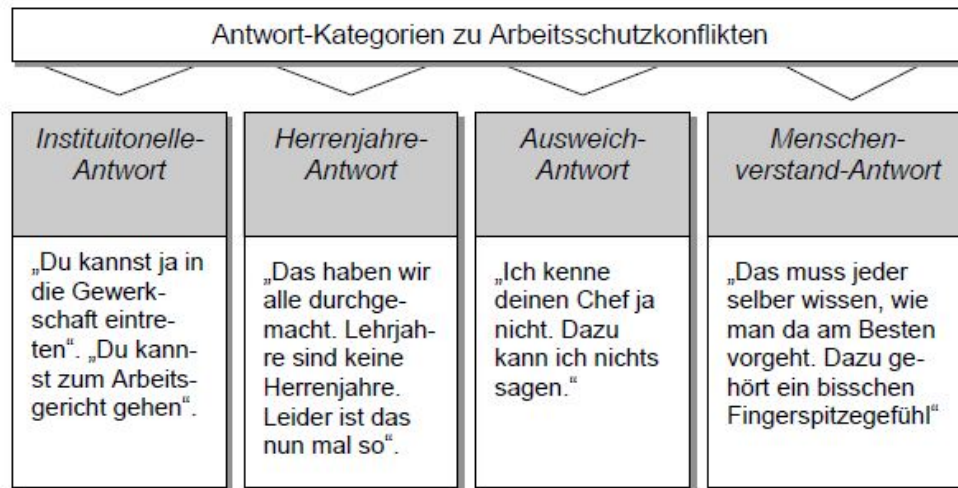 Antwort-Kategorien zu Arbeitsschutzkonflikten
Instituitonelle-
Antwort
„Du kannst ja in
die Gewerk-
schaft eintre-
ten“. „Du kann-
st zum Arbeits-
gericht gehen“.
Herrenjahre-
Antwort
„Das haben wir
alle durchge-
macht. Lehrjah-
re sind keine
Herrenjahre.
Leider ist das
nun mal so“.
Ausweich-
Antwort
„Ich kenne
deinen Chef ja
nicht. Dazu
kann ich nichts
sagen.“
Menschen-
verstand-Antwort
„Das muss jeder
selber wissen, wie
man da am Besten
vorgeht. Dazu ge-
hört ein bisschen
Fingerspitzegefühl“